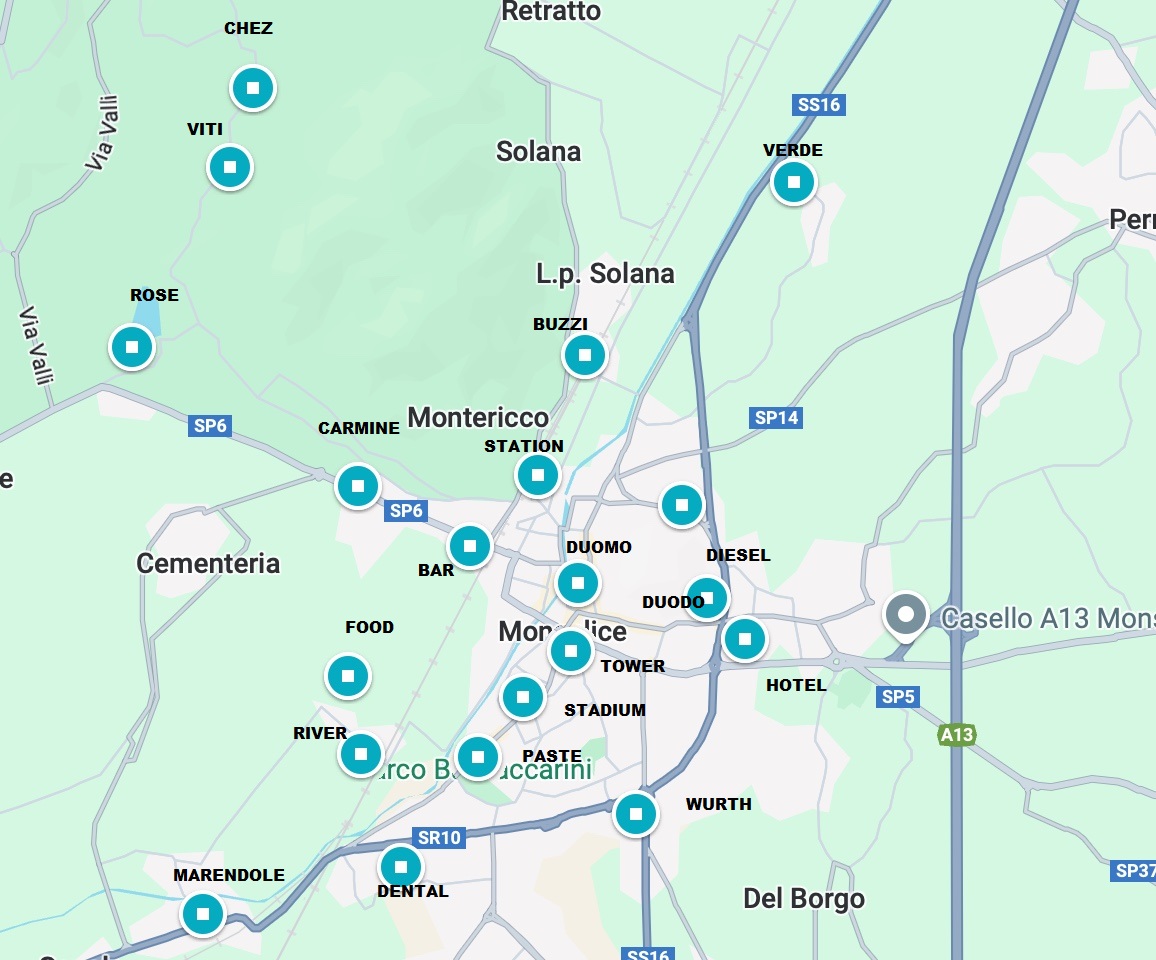 Retratto
CHEZ
Via Valli
SS16
VITI
Solana
VERDE
Perr
L.p. Solana
ROSE
BUZZI
Via Valli
SP6
Montericco
SP14
CARMINE
STATION
e
SP6
Cementeria
DUOMO
DIESEL
BAR
DUODO
Casello A13 Mons
FOOD
Mon lice
TOWER
HOTEL
SP5
STADIUM
RIVER
A13
PASTE
arco B accarini
WURTH
SR10
MARENDOLE
SP37
DENTAL
Del Borgo
SS16